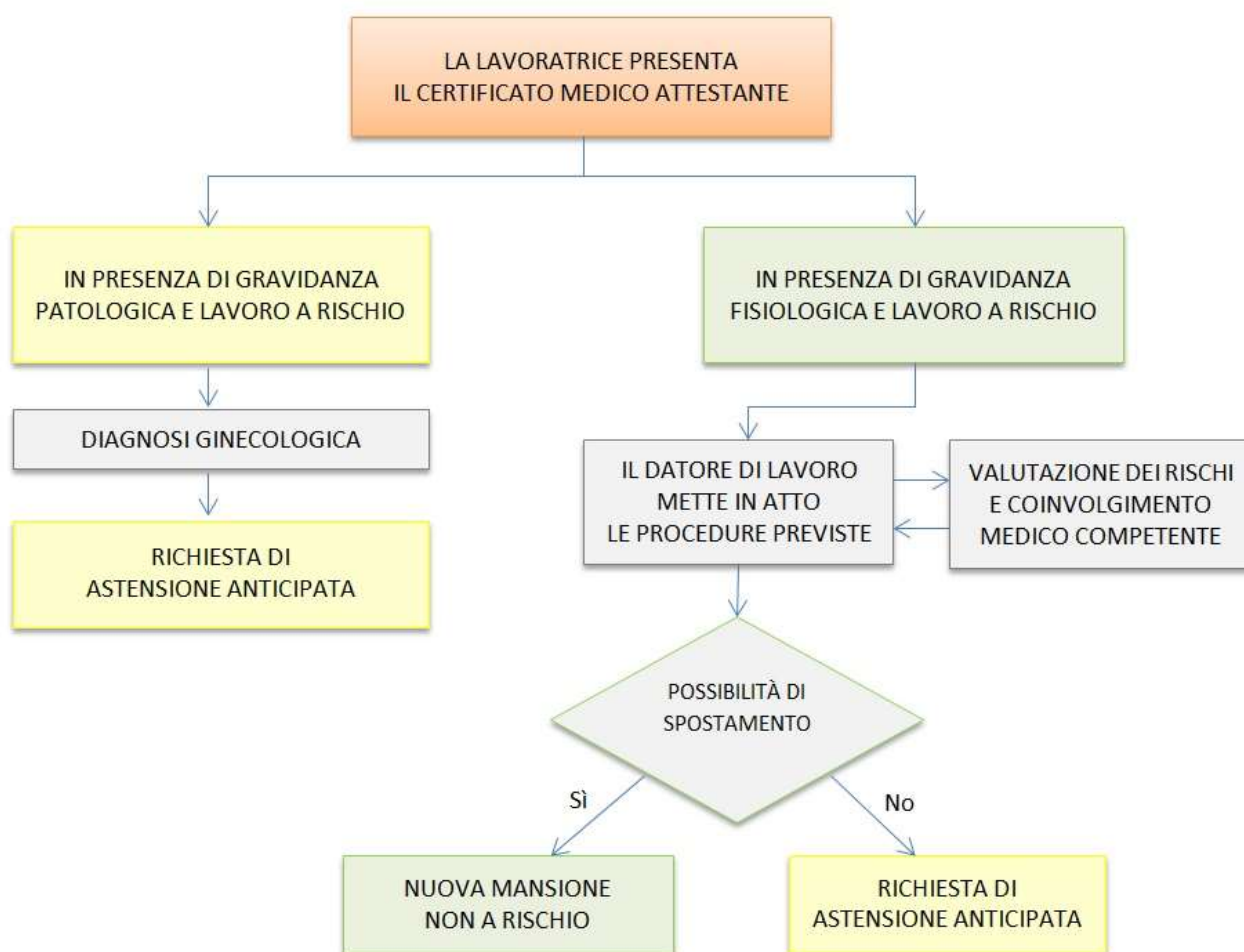 LA LAVORATRICE PRESENTA
IL CERTIFICATO MEDICO ATTESTANTE
IN PRESENZA DI GRAVIDANZA
PATOLOGICA E LAVORO A RISCHIO
IN PRESENZA DI GRAVIDANZA
FISIOLOGICA E LAVORO A RISCHIO
DIAGNOSI GINECOLOGICA
RICHIESTA DI
ASTENSIONE ANTICIPATA
IL DATORE DI LAVORO
METTE IN ATTO
LE PROCEDURE PREVISTE
VALUTAZIONE DEI RISCHI
E COINVOLGIMENTO
MEDICO COMPETENTE
POSSIBILITÀ DI
SPOSTAMENTO
Sì
No
NUOVA MANSIONE
NON A RISCHIO
RICHIESTA DI
ASTENSIONE ANTICIPATA